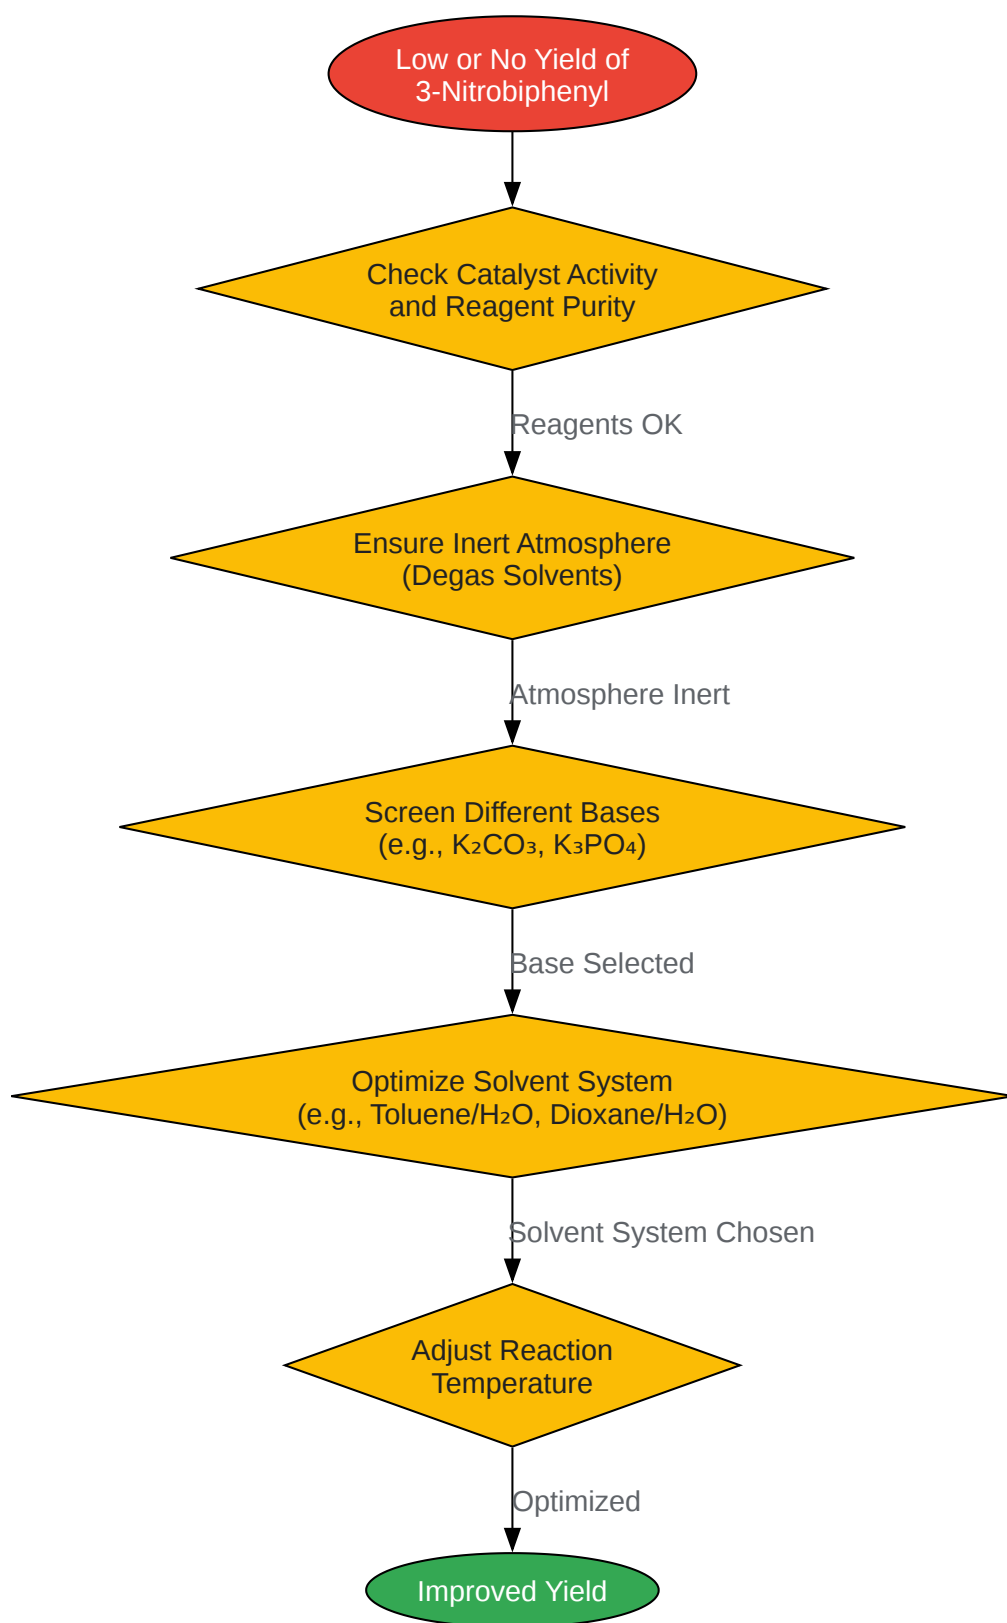 Low or No Yield of
3-Nitrobiphenyl
Check Catalyst Activity
and Reagent Purity
Reagents OK
Ensure Inert Atmosphere
(Degas Solvents)
Atmosphere Inert
Screen Different Bases
(e.g., K₂CO₃, K₃PO₄)
Base Selected
Optimize Solvent System
(e.g., Toluene/H₂O, Dioxane/H₂O)
Solvent System Chosen
Adjust Reaction
Temperature
Optimized
Improved Yield